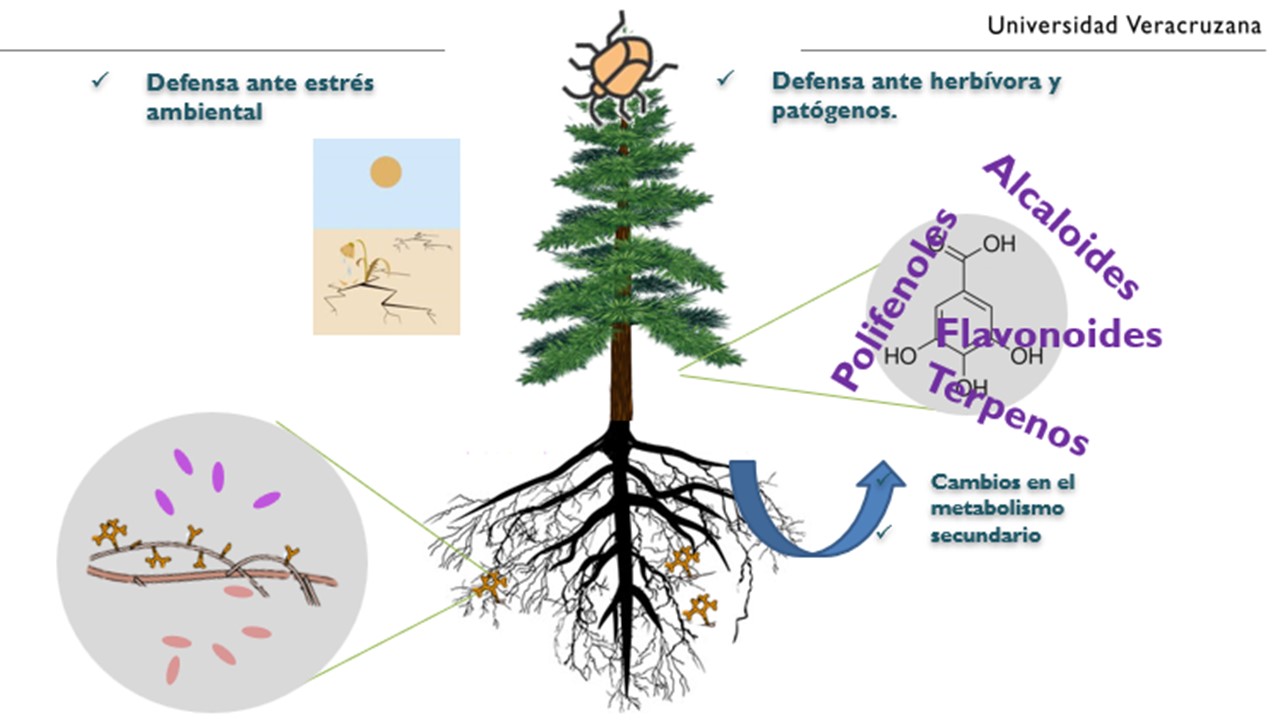 Universidad Veracruzana
✓ Defensa ante estrés
ambiental
✓ Defensa ante herbívora y
patógenos.
Alcaloides
Polifenoles
O
OH
Flavonoides
HO
OH
OH
Terpenos
✓ Cambios en el
metabolismo
✓ secundario